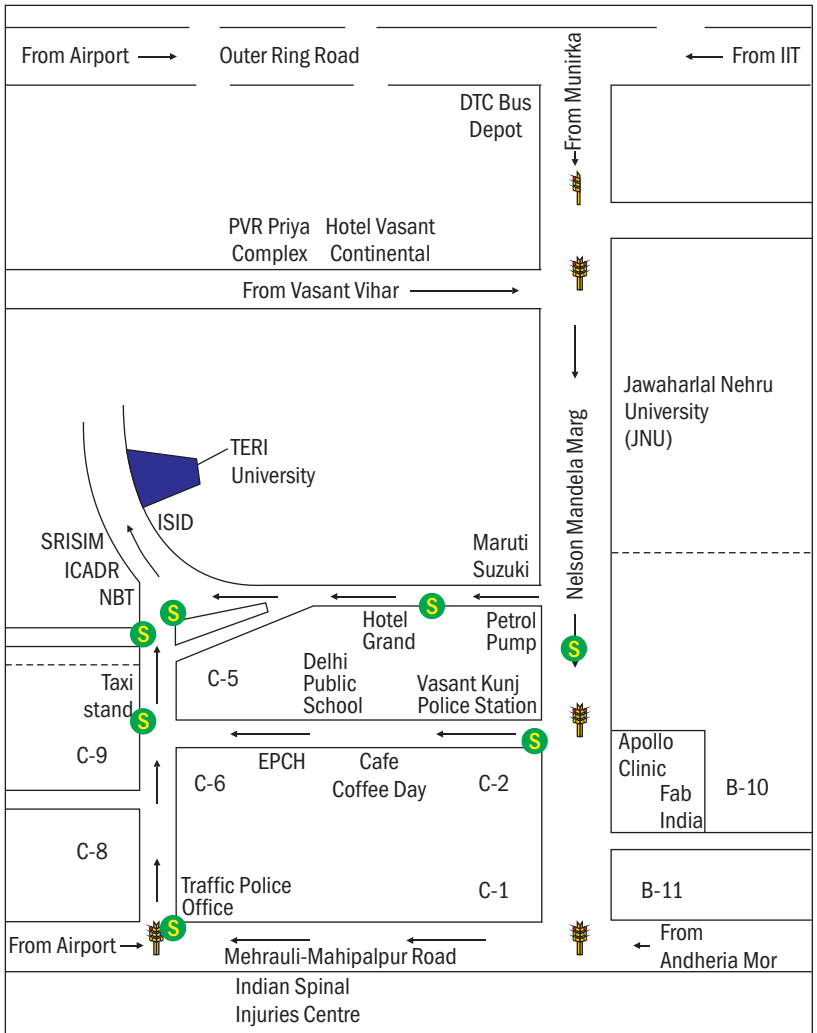 From Airport
Outer Ring Road
From IIT
DTC Bus
Depot
From Munirka
PVR Priya
Complex
Hotel Vasant
Continental
From Vasant Vihar
Jawaharlal Nehru
University
(JNU)
Nelson Mandela Marg
TERI
University
ISID
SRISIM
ICADR
NBT
Maruti
Suzuki
S
S
S
S
Hotel
Grand
Petrol
Pump
C-5
Delhi
Public
School
Vasant Kunj
Police Station
Taxi
stand
S
S
C-9
EPCH
Cafe
Coffee Day
C-6
C-2
Apollo
Clinic
Fab
India
B-10
C-8
Traffic Police
Office
C-1
B-11
S
From Airport
Mehrauli-Mahipalpur Road
From
Andheria Mor
Indian Spinal
Injuries Centre